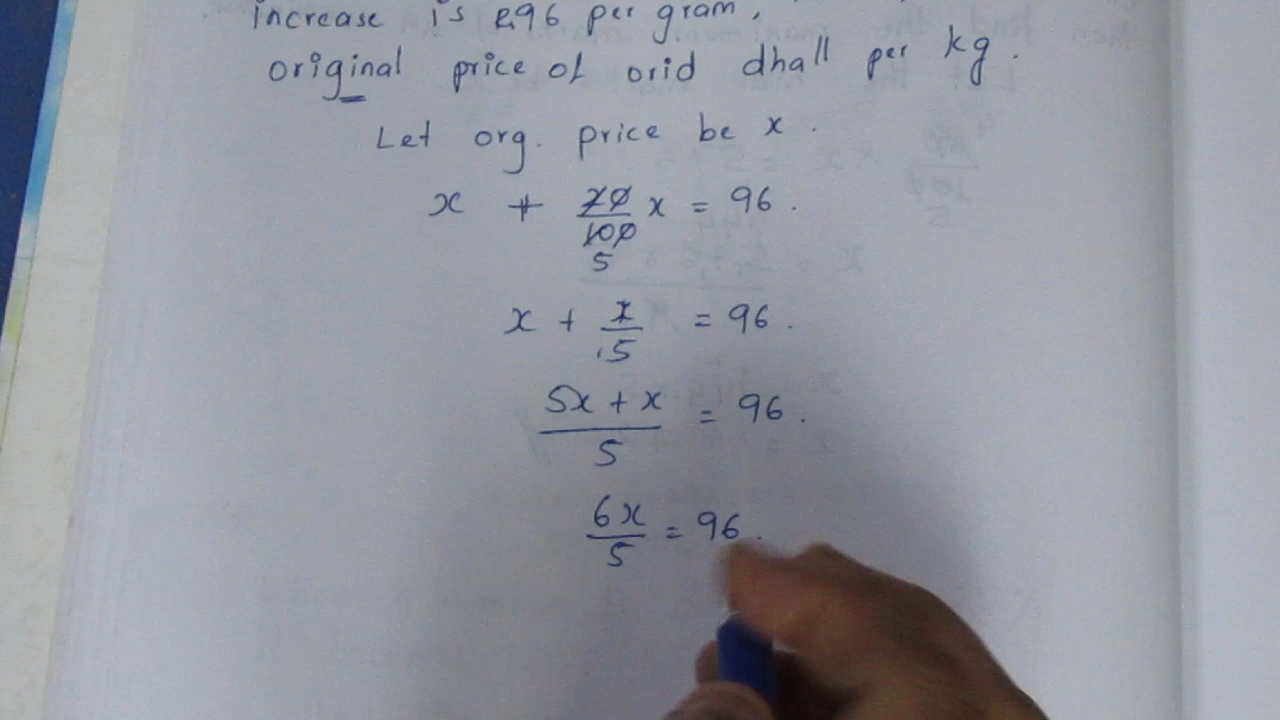 increase is ₹96 per gram,
original price of orid dhall per kg.
Let org. price be x.
x + 20/100 x = 96.
5
x + x/5 = 96.
5x + x / 5 = 96.
6x/5 = 96.